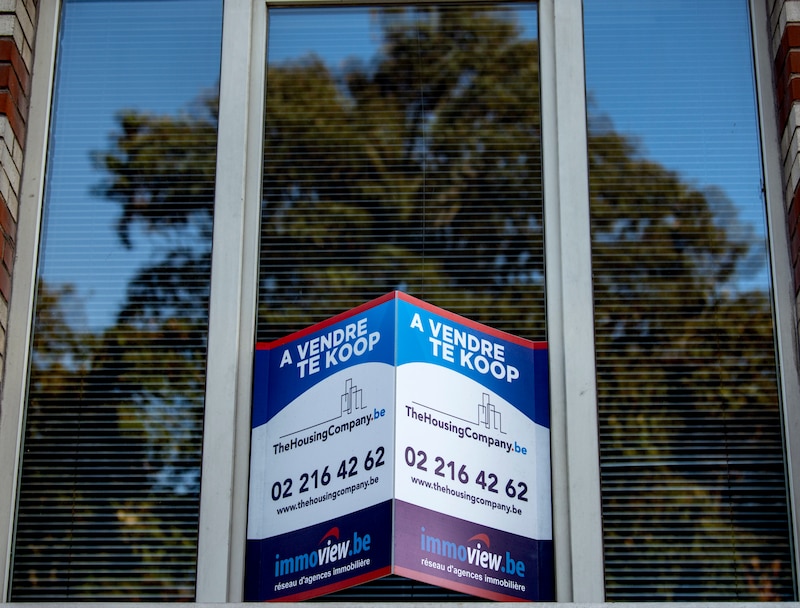 A VENDRE
TE KOOP
TheHousingCompany.be
02 216 42 62
www.thehousingcompany.be
immoview.be
réseau d'agences immobilière
A VENDRE
TE KOOP
TheHousingCompany.be
02 216 42 62
www.thehousingcompany.be
immoview.be
réseau d'agences immobilière